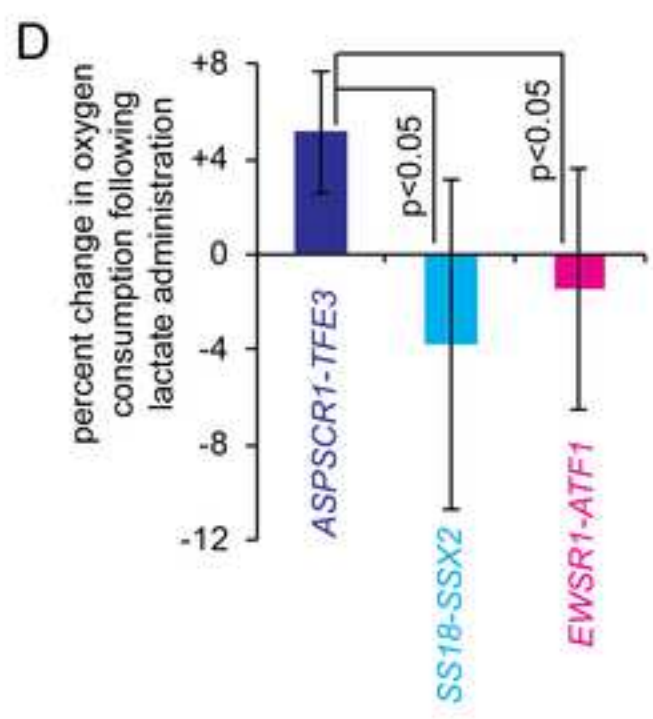 D
percent change in oxygen
consumption following
lactate administration
+8
+4
0
-4
-8
-12
p<0.05
p<0.05
ASPSCR1-TFE3
SS18-SSX2
EWSR1-ATF1